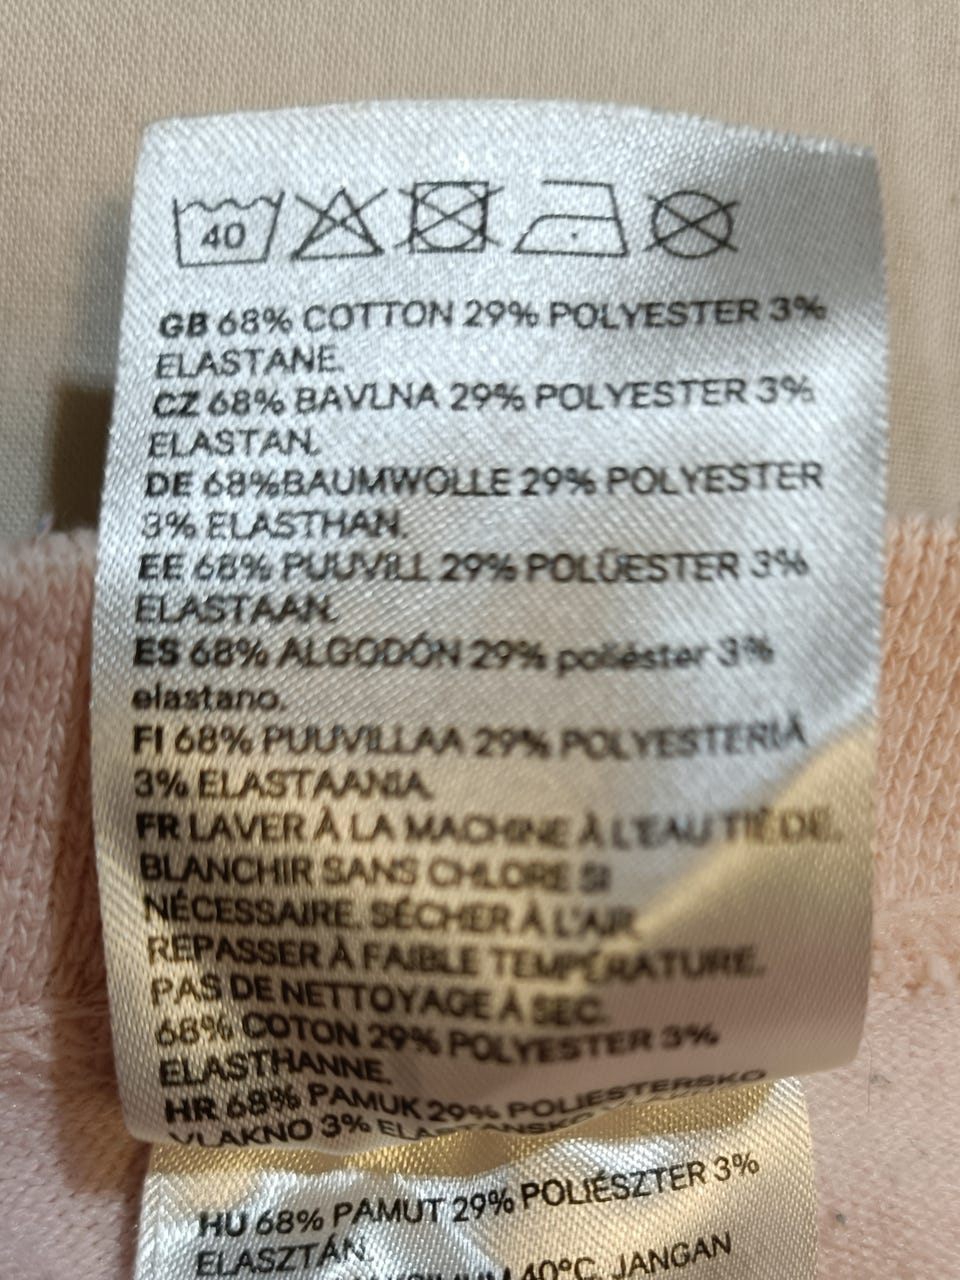 40
GB 68% COTTON 29% POLYESTER 3%
ELASTANE.
CZ 68% BAVLNA 29% POLYESTER 3%
ELASTAN.
DE 68%BAUMWOLLE 29% POLYESTER
3% ELASTHAN.
EE 68% PUUVILL 29% POLÜESTER 3%
ELASTAAN.
ES 68% ALGODÓN 29% poliéster 3%
elastano.
FI 68% PUUVILLAA 29% POLYESTERIÄ
3% ELASTAANIA
FR LAVER À LA MACHINE À L'EAU TIÈDE.
BLANCHIR SANS CHLORE SI
NÉCESSAIRE. SÉCHER À L'AIR.
REPASSER À FAIBLE TEMPÉRATURE.
PAS DE NETTOYAGE À SEC.
68% COTON 29% POLYESTER 3%
ELASTHANNE.
HR 68% PAMUK 29% POLIESTERSKO
VLAKNO 3%
HU 68% PAMUT 29% POLIÉSZTER 3%
ELASZTÁN.
40°C. JANGAN